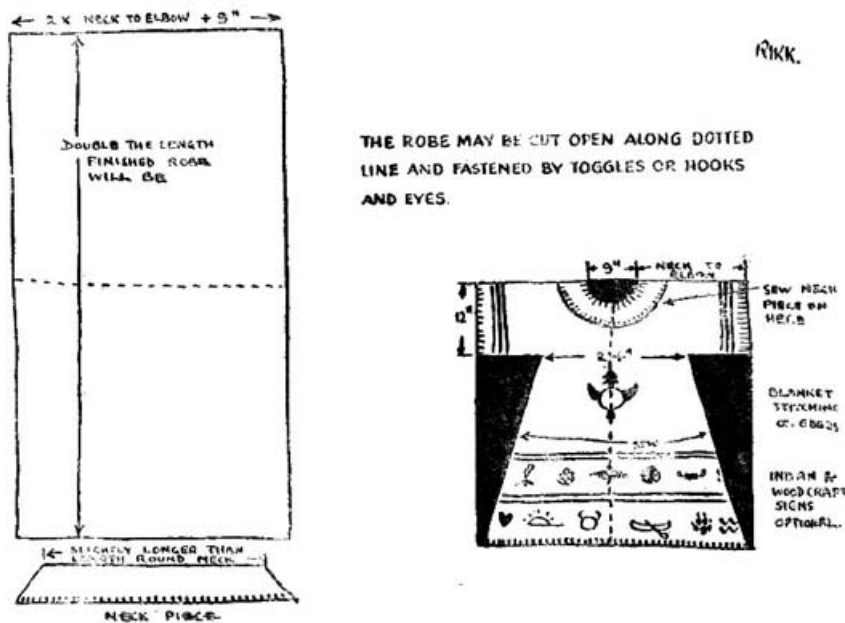 2 X NECK TO ELBOW + 9"
DOUBLE THE LENGTH
FINISHED ROBE
WILL BE
SLIGHTLY LONGER THAN
LENGTH ROUND NECK
NECK PIECE
RIKK.
THE ROBE MAY BE CUT OPEN ALONG DOTTED
LINE AND FASTENED BY TOGGLES OR HOOKS
AND EYES.
9"
NECK TO
ELBOW
12"
SEW NECK
PIECE ON
HERE
SEW
BLANKET
STITCHING
EDGES
INDIAN &
WOODCRAFT
SIGNS
OPTIONAL.